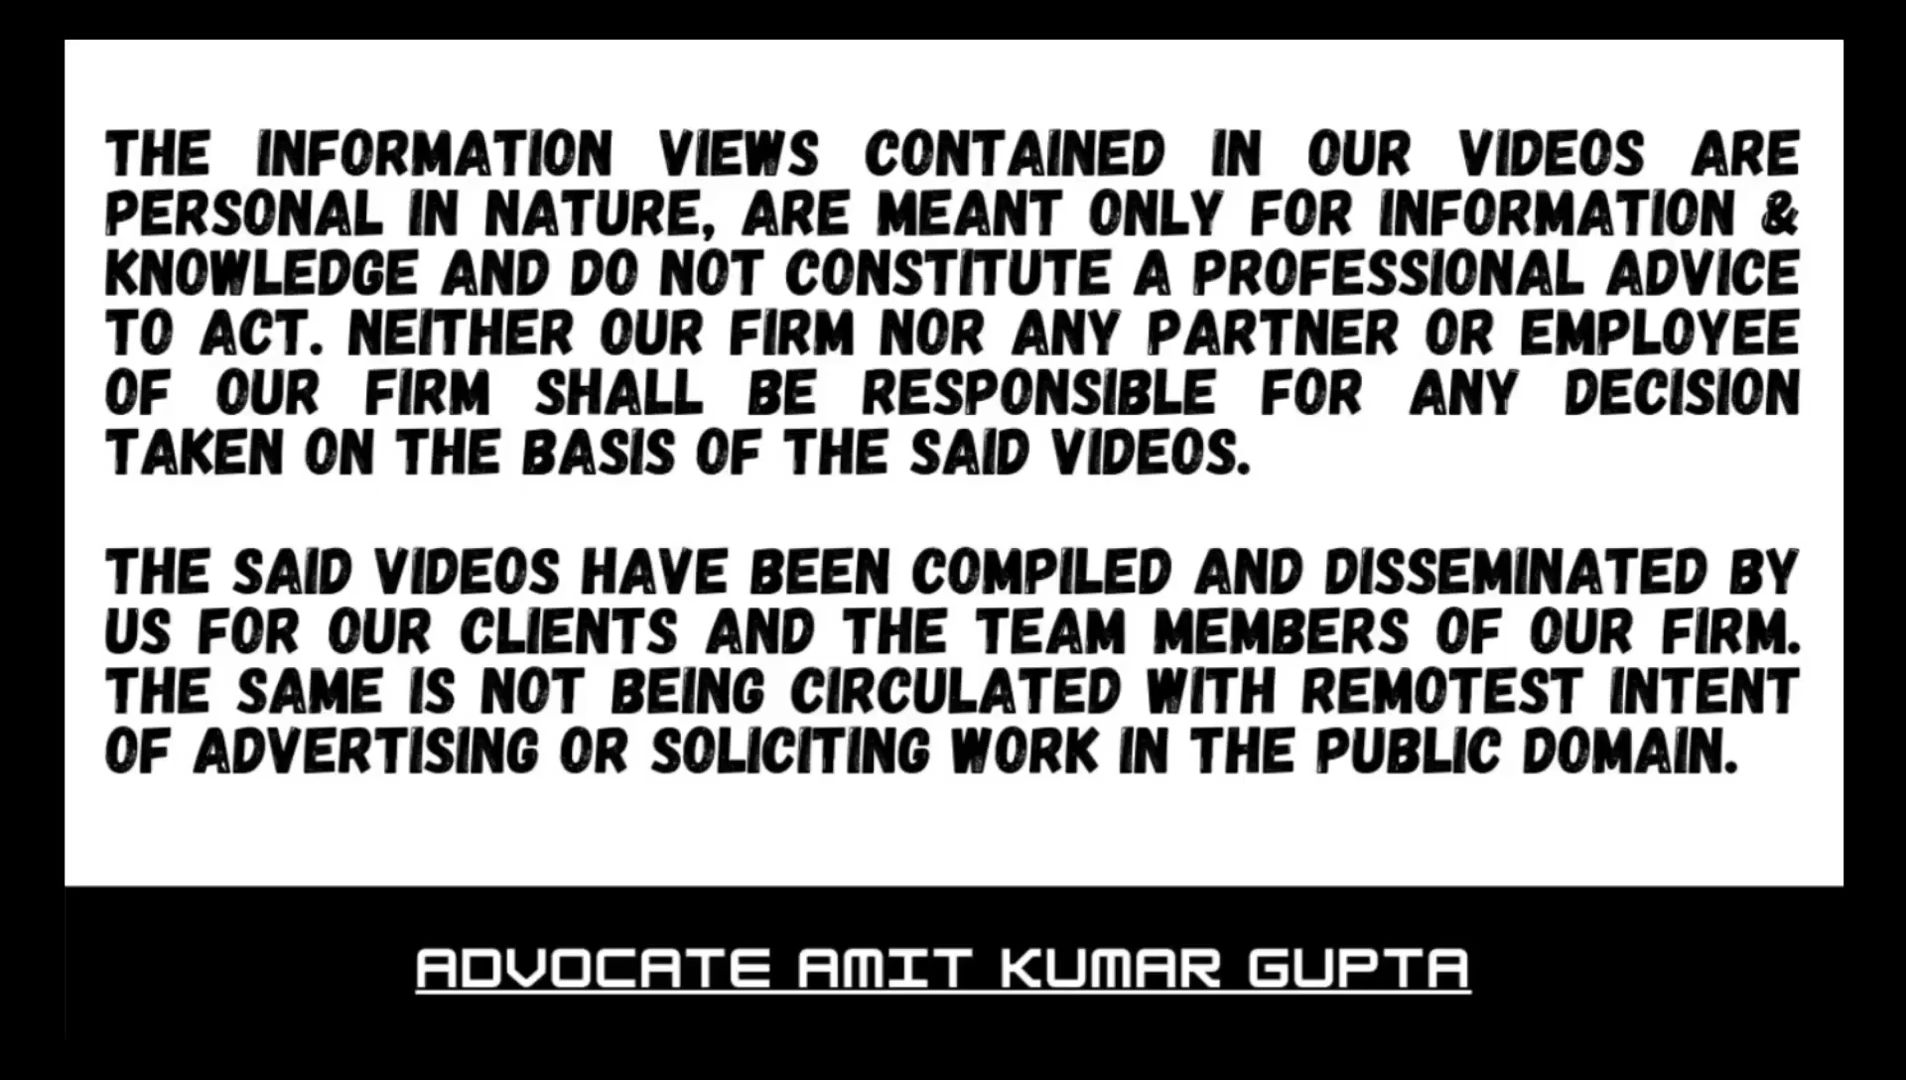 THE INFORMATION VIEWS CONTAINED IN OUR VIDEOS ARE
PERSONAL IN NATURE, ARE MEANT ONLY FOR INFORMATION &
KNOWLEDGE AND DO NOT CONSTITUTE A PROFESSIONAL ADVICE
TO ACT. NEITHER OUR FIRM NOR ANY PARTNER OR EMPLOYEE
OF OUR FIRM SHALL BE RESPONSIBLE FOR ANY DECISION
TAKEN ON THE BASIS OF THE SAID VIDEOS.
THE SAID VIDEOS HAVE BEEN COMPILED AND DISSEMINATED BY
US FOR OUR CLIENTS AND THE TEAM MEMBERS OF OUR FIRM.
THE SAME IS NOT BEING CIRCULATED WITH REMOTEST INTENT
OF ADVERTISING OR SOLICITING WORK IN THE PUBLIC DOMAIN.
ADVOCATE AMIT KUMAR GUPTA